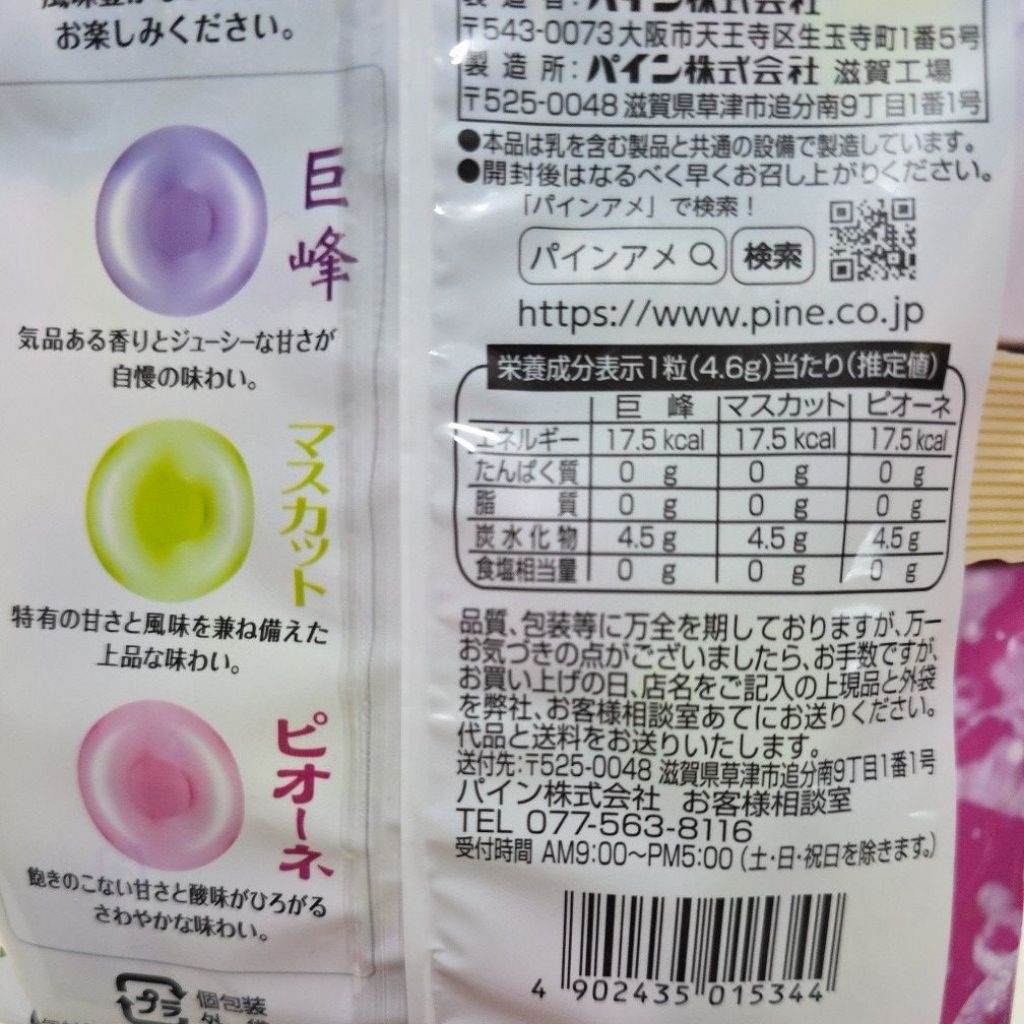 お楽しみください。
巨峰
気品ある香りとジューシーな甘さが
自慢の味わい。
マスカット
特有の甘さと風味を兼ね備えた
上品な味わい。
ピオーネ
飽きのこない甘さと酸味がひろがる
さわやかな味わい。
プラ
個包装
製造者:パイン株式会社
〒543-0073 大阪市天王寺区生玉寺町1番5号
製造所:パイン株式会社 滋賀工場
〒525-0048 滋賀県草津市追分南9丁目1番1号
●本品は乳を含む製品と共通の設備で製造しています。
●開封後はなるべく早くお召し上がりください。
「パインアメ」で検索!
パインアメ 検索
https://www.pine.co.jp
栄養成分表示1粒(4.6g)当たり(推定値)
巨峰 マスカット ピオーネ
エネルギー 17.5 kcal 17.5 kcal 17.5 kcal
たんぱく質 0 g 0 g 0 g
脂質 0 g 0 g 0 g
炭水化物 4.5 g 4.5 g 4.5 g
食塩相当量 0 g 0 g 0 g
品質、包装等に万全を期しておりますが、万一
お気づきの点がございましたら、お手数ですが、
お買い上げの日、店名をご記入の上現品と外袋
を弊社、お客様相談室あてにお送りください。
代品と送料をお送りいたします。
送付先:〒525-0048 滋賀県草津市追分南9丁目1番1号
パイン株式会社 お客様相談室
TEL 077-563-8116
受付時間 AM9:00~PM5:00 (土・日・祝日を除きます。)
4 902435 015344